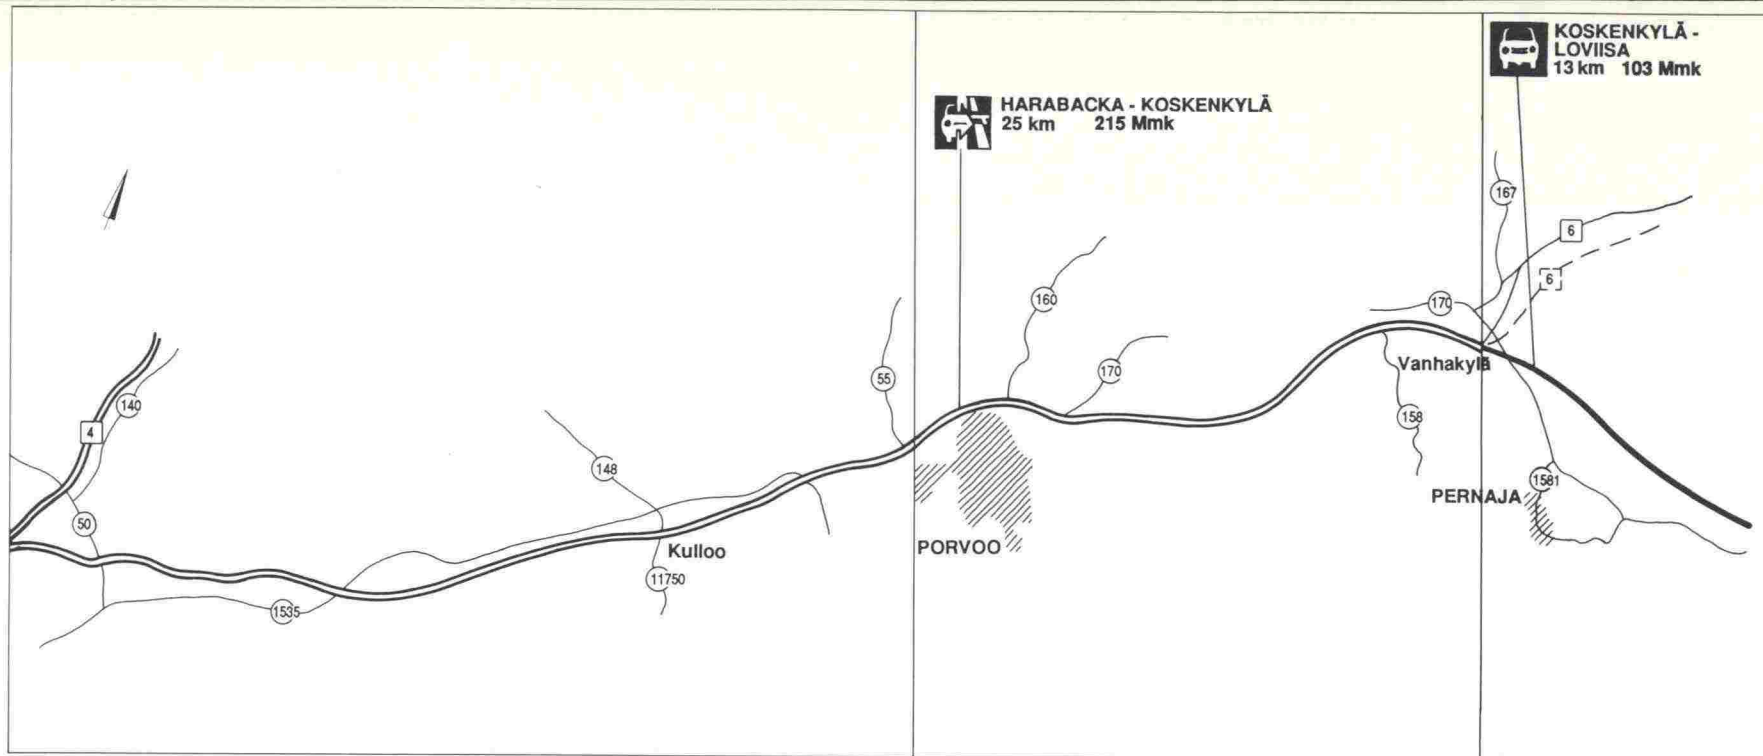 KOSKENKYLÄ -
LOVIISA
13 km 103 Mmk
HARABACKA - KOSKENKYLÄ
25 km 215 Mmk
167
6
6
160
170
55
170
Vanhakylä
140
4
158
148
1581
PERNAJA
50
Kulloo
PORVOO
11750
1535